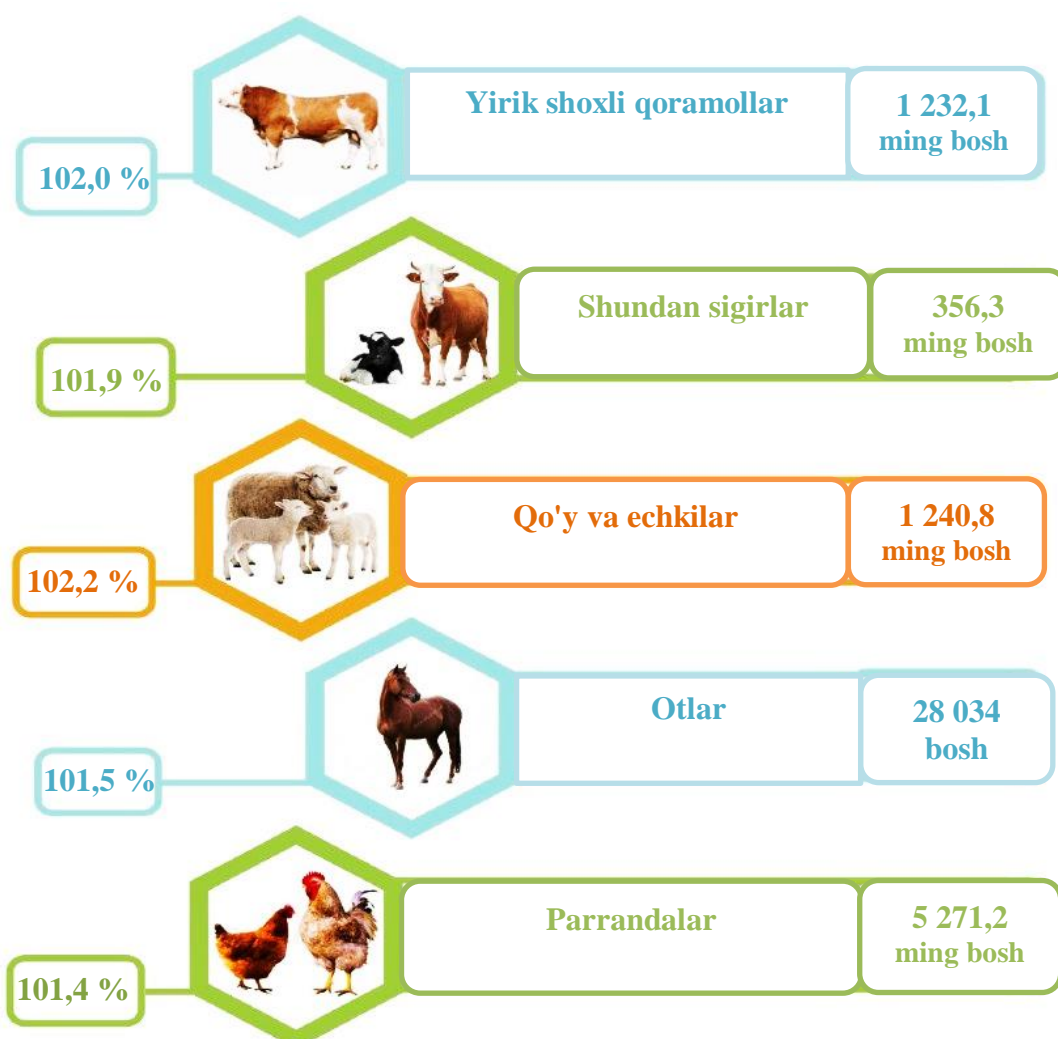 Yirik shoxli qoramollar
1 232,1
ming bosh
102,0 %
Shundan sigirlar
356,3
ming bosh
101,9 %
Qo'y va echkilar
1 240,8
ming bosh
102,2 %
Otlar
28 034
bosh
101,5 %
Parrandalar
5 271,2
ming bosh
101,4 %